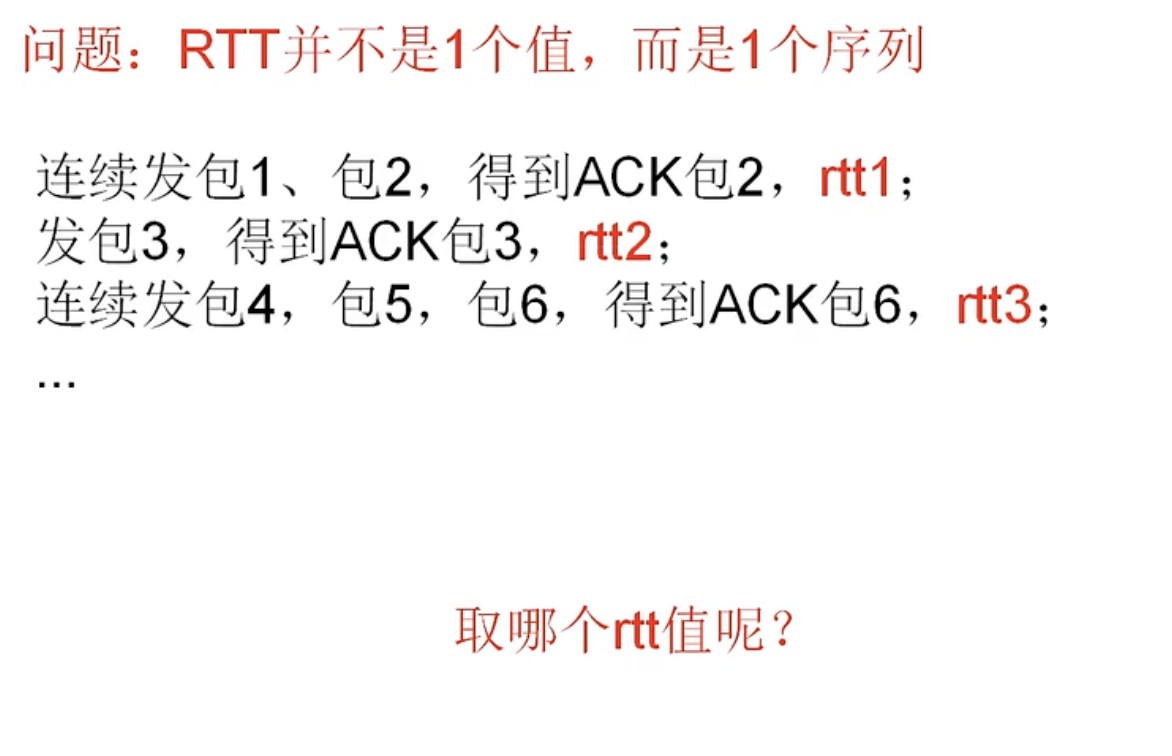 问题：RTT并不是1个值，而是1个序列
连续发包1、包2，得到ACK包2，rtt1；
发包3，得到ACK包3，rtt2；
连续发包4，包5，包6，得到ACK包6，rtt3；
...
取哪个rtt值呢？